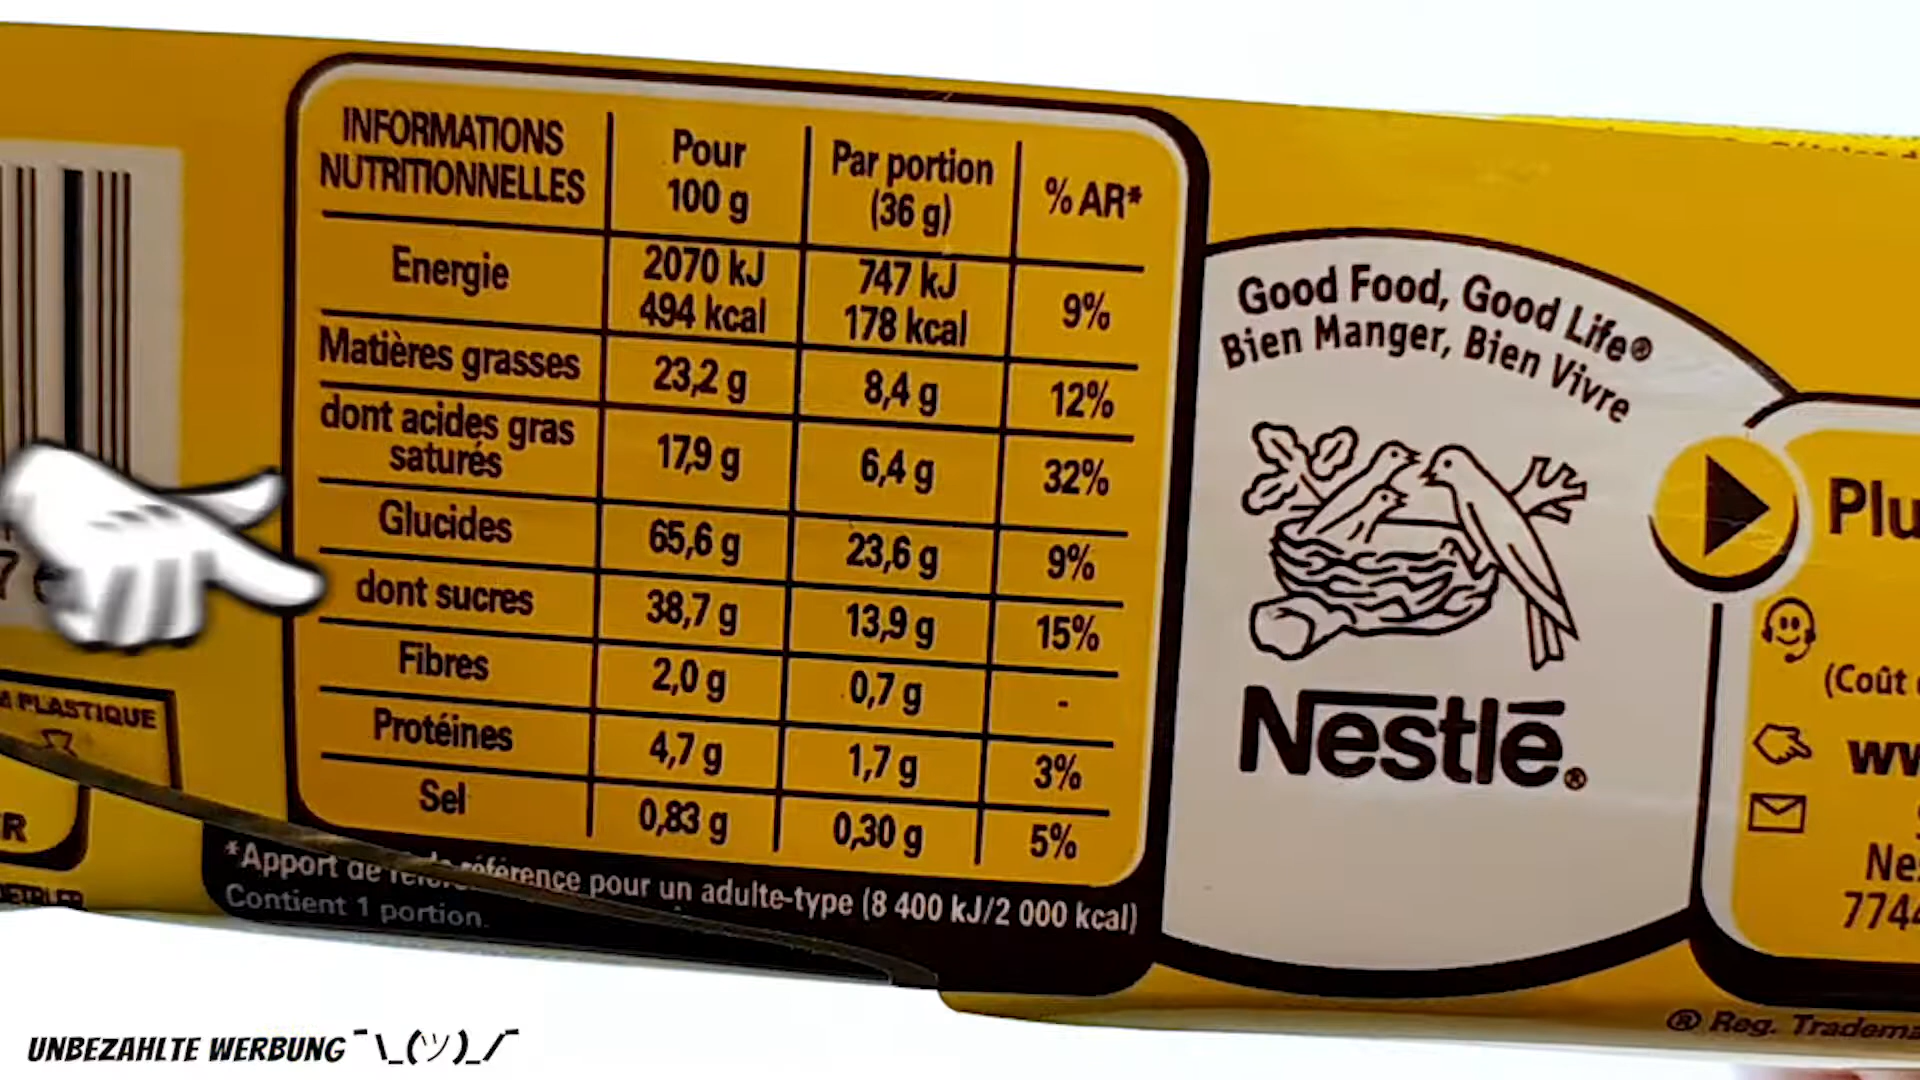 INFORMATIONS
NUTRITIONNELLES
Pour
100 g
Par portion
(36 g)
% AR*
Energie
2070 kJ
494 kcal
747 kJ
178 kcal
9%
Matières grasses
23,2 g
8,4 g
12%
dont acides gras
saturés
17,9 g
6,4 g
32%
Glucides
65,6 g
23,6 g
9%
dont sucres
38,7 g
13,9 g
15%
Fibres
2,0 g
0,7 g
-
Protéines
4,7 g
1,7 g
3%
Sel
0,83 g
0,30 g
5%
*Apport de référence pour un adulte-type (8 400 kJ/2 000 kcal)
Contient 1 portion.
Good Food, Good Life®
Bien Manger, Bien Vivre
Nestlé®
Plu
(Coût
ww
Nes
7744
® Reg. Tradema
7
PLASTIQUE
R
UNBEZAHLTE WERBUNG ¯\_(ツ)_/¯